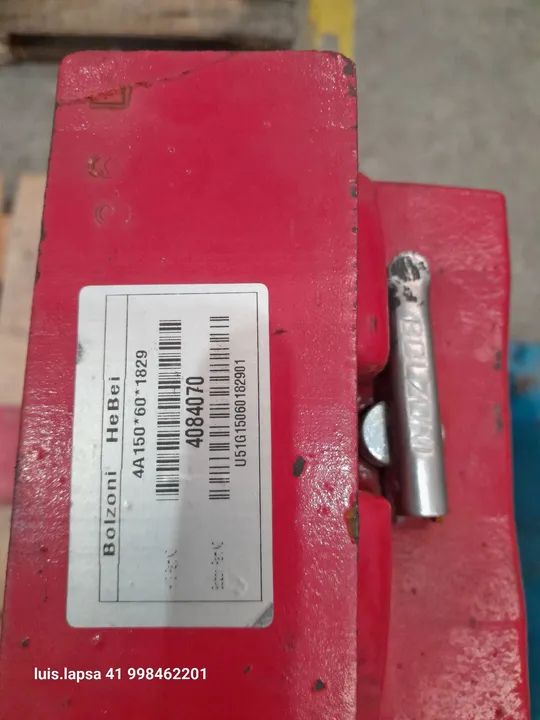 Bolzoni HeBei
4A150*60*1829
4084070
U51G15060182901
BOLZONI
luis.lapsa 41 998462201